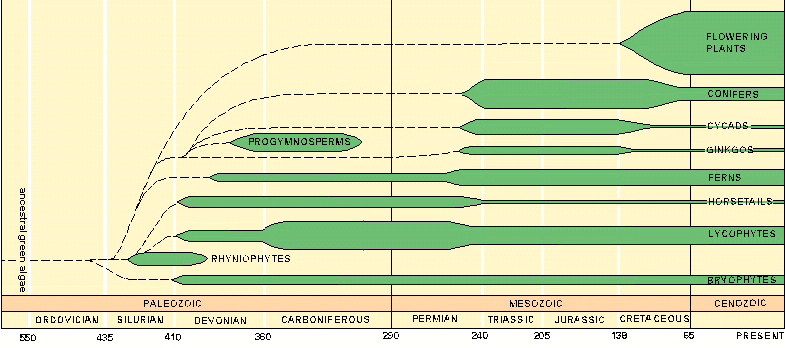 FLOWERING
PLANTS
CONIFERS
CYCADS
PROGYMNOSPERMS
GINKGOS
FERNS
ancestral green algae
HORSETAILS
LYCOPHYTES
RHYNIOPHYTES
BRYOPHYTES
PALEOZOIC MESOZOIC CENOZOIC
ORDOVICIAN SILURIAN DEVONIAN CARBONIFEROUS PERMIAN TRIASSIC JURASSIC CRETACEOUS
550 435 410 360 290 240 205 138 65 PRESENT